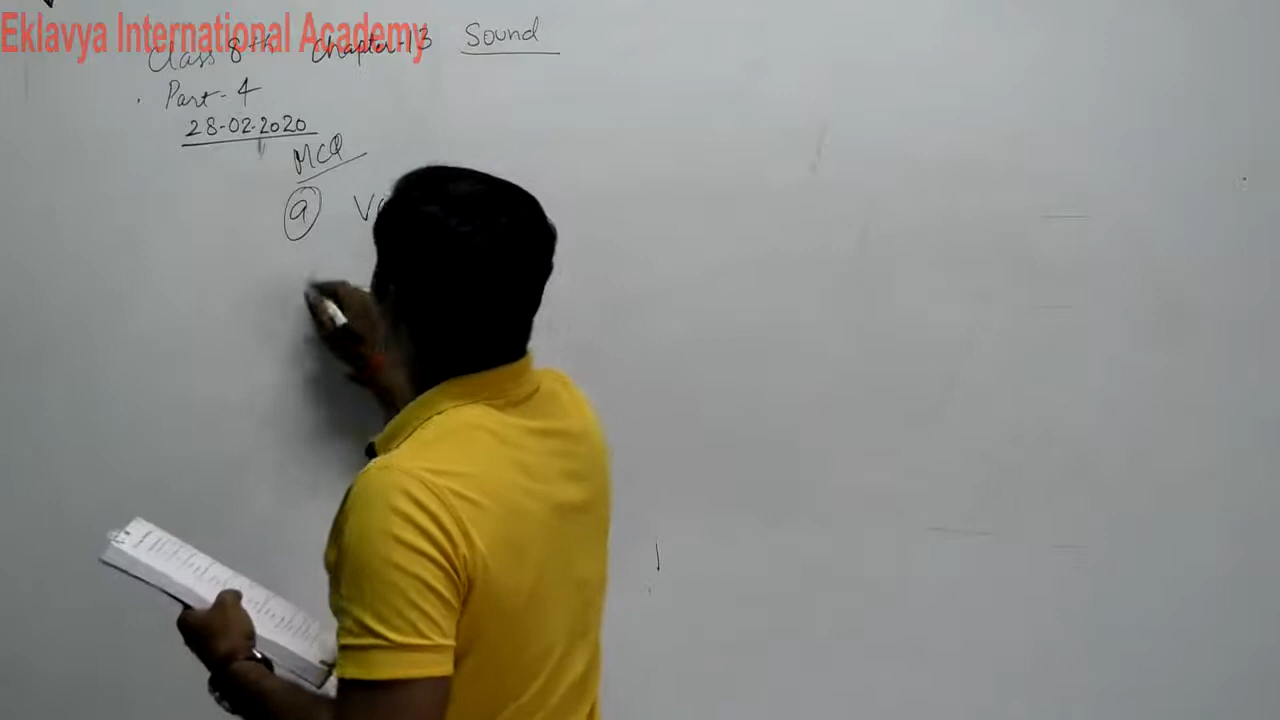 Eklavya International Academy
Class 8th Chapter-13 Sound
Part-4
28-02-2020
MCQ
a